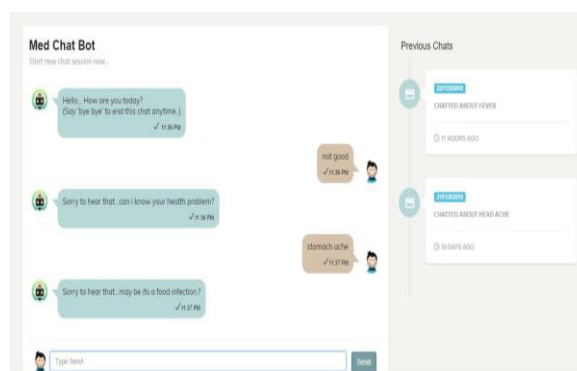 Med Chat Bot
Start new chat session now...
Hello... How are you today?
(Say 'bye bye' to end this chat anytime.)
✓ 11:36 PM
not good
✓ 11:36 PM
Sorry to hear that...can i know your health problem?
✓ 11:36 PM
stomach ache
✓ 11:37 PM
Sorry to hear that...may be its a food infection?
✓ 11:37 PM
Type here!
Send
Previous Chats
CHATTED ABOUT FEVER
11 HOURS AGO
CHATTED ABOUT HEAD ACHE
10 DAYS AGO